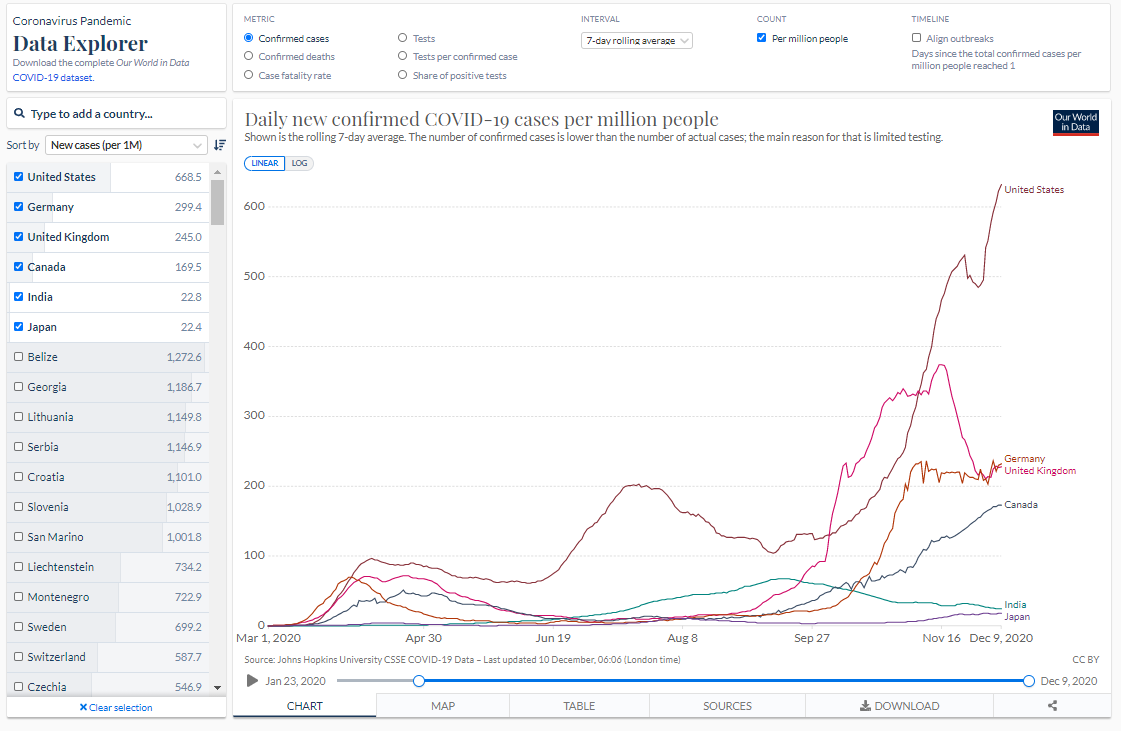 Coronavirus Pandemic
Data Explorer
Download the complete Our World in Data
COVID-19 dataset.
METRIC
Confirmed cases
Confirmed deaths
Case fatality rate
Tests
Tests per confirmed case
Share of positive tests
INTERVAL
7-day rolling average
COUNT
Per million people
TIMELINE
Align outbreaks
Days since the total confirmed cases per
million people reached 1
Type to add a country...
Sort by New cases (per 1M)
United States 668.5
Germany 299.4
United Kingdom 245.0
Canada 169.5
India 22.8
Japan 22.4
Belize 1,272.6
Georgia 1,186.7
Lithuania 1,149.8
Serbia 1,146.9
Croatia 1,101.0
Slovenia 1,028.9
San Marino 1,001.8
Liechtenstein 734.2
Montenegro 722.9
Sweden 699.2
Switzerland 587.7
Czechia 546.9
Clear selection
Daily new confirmed COVID-19 cases per million people
Shown is the rolling 7-day average. The number of confirmed cases is lower than the number of actual cases; the main reason for that is limited testing.
Our World
in Data
LINEAR LOG
600
500
400
300
200
100
0
United States
Germany
United Kingdom
Canada
India
Japan
Mar 1, 2020 Apr 30 Jun 19 Aug 8 Sep 27 Nov 16 Dec 9, 2020
Source: Johns Hopkins University CSSE COVID-19 Data – Last updated 10 December, 06:06 (London time)
CC BY
Jan 23, 2020 Dec 9, 2020
CHART MAP TABLE SOURCES DOWNLOAD